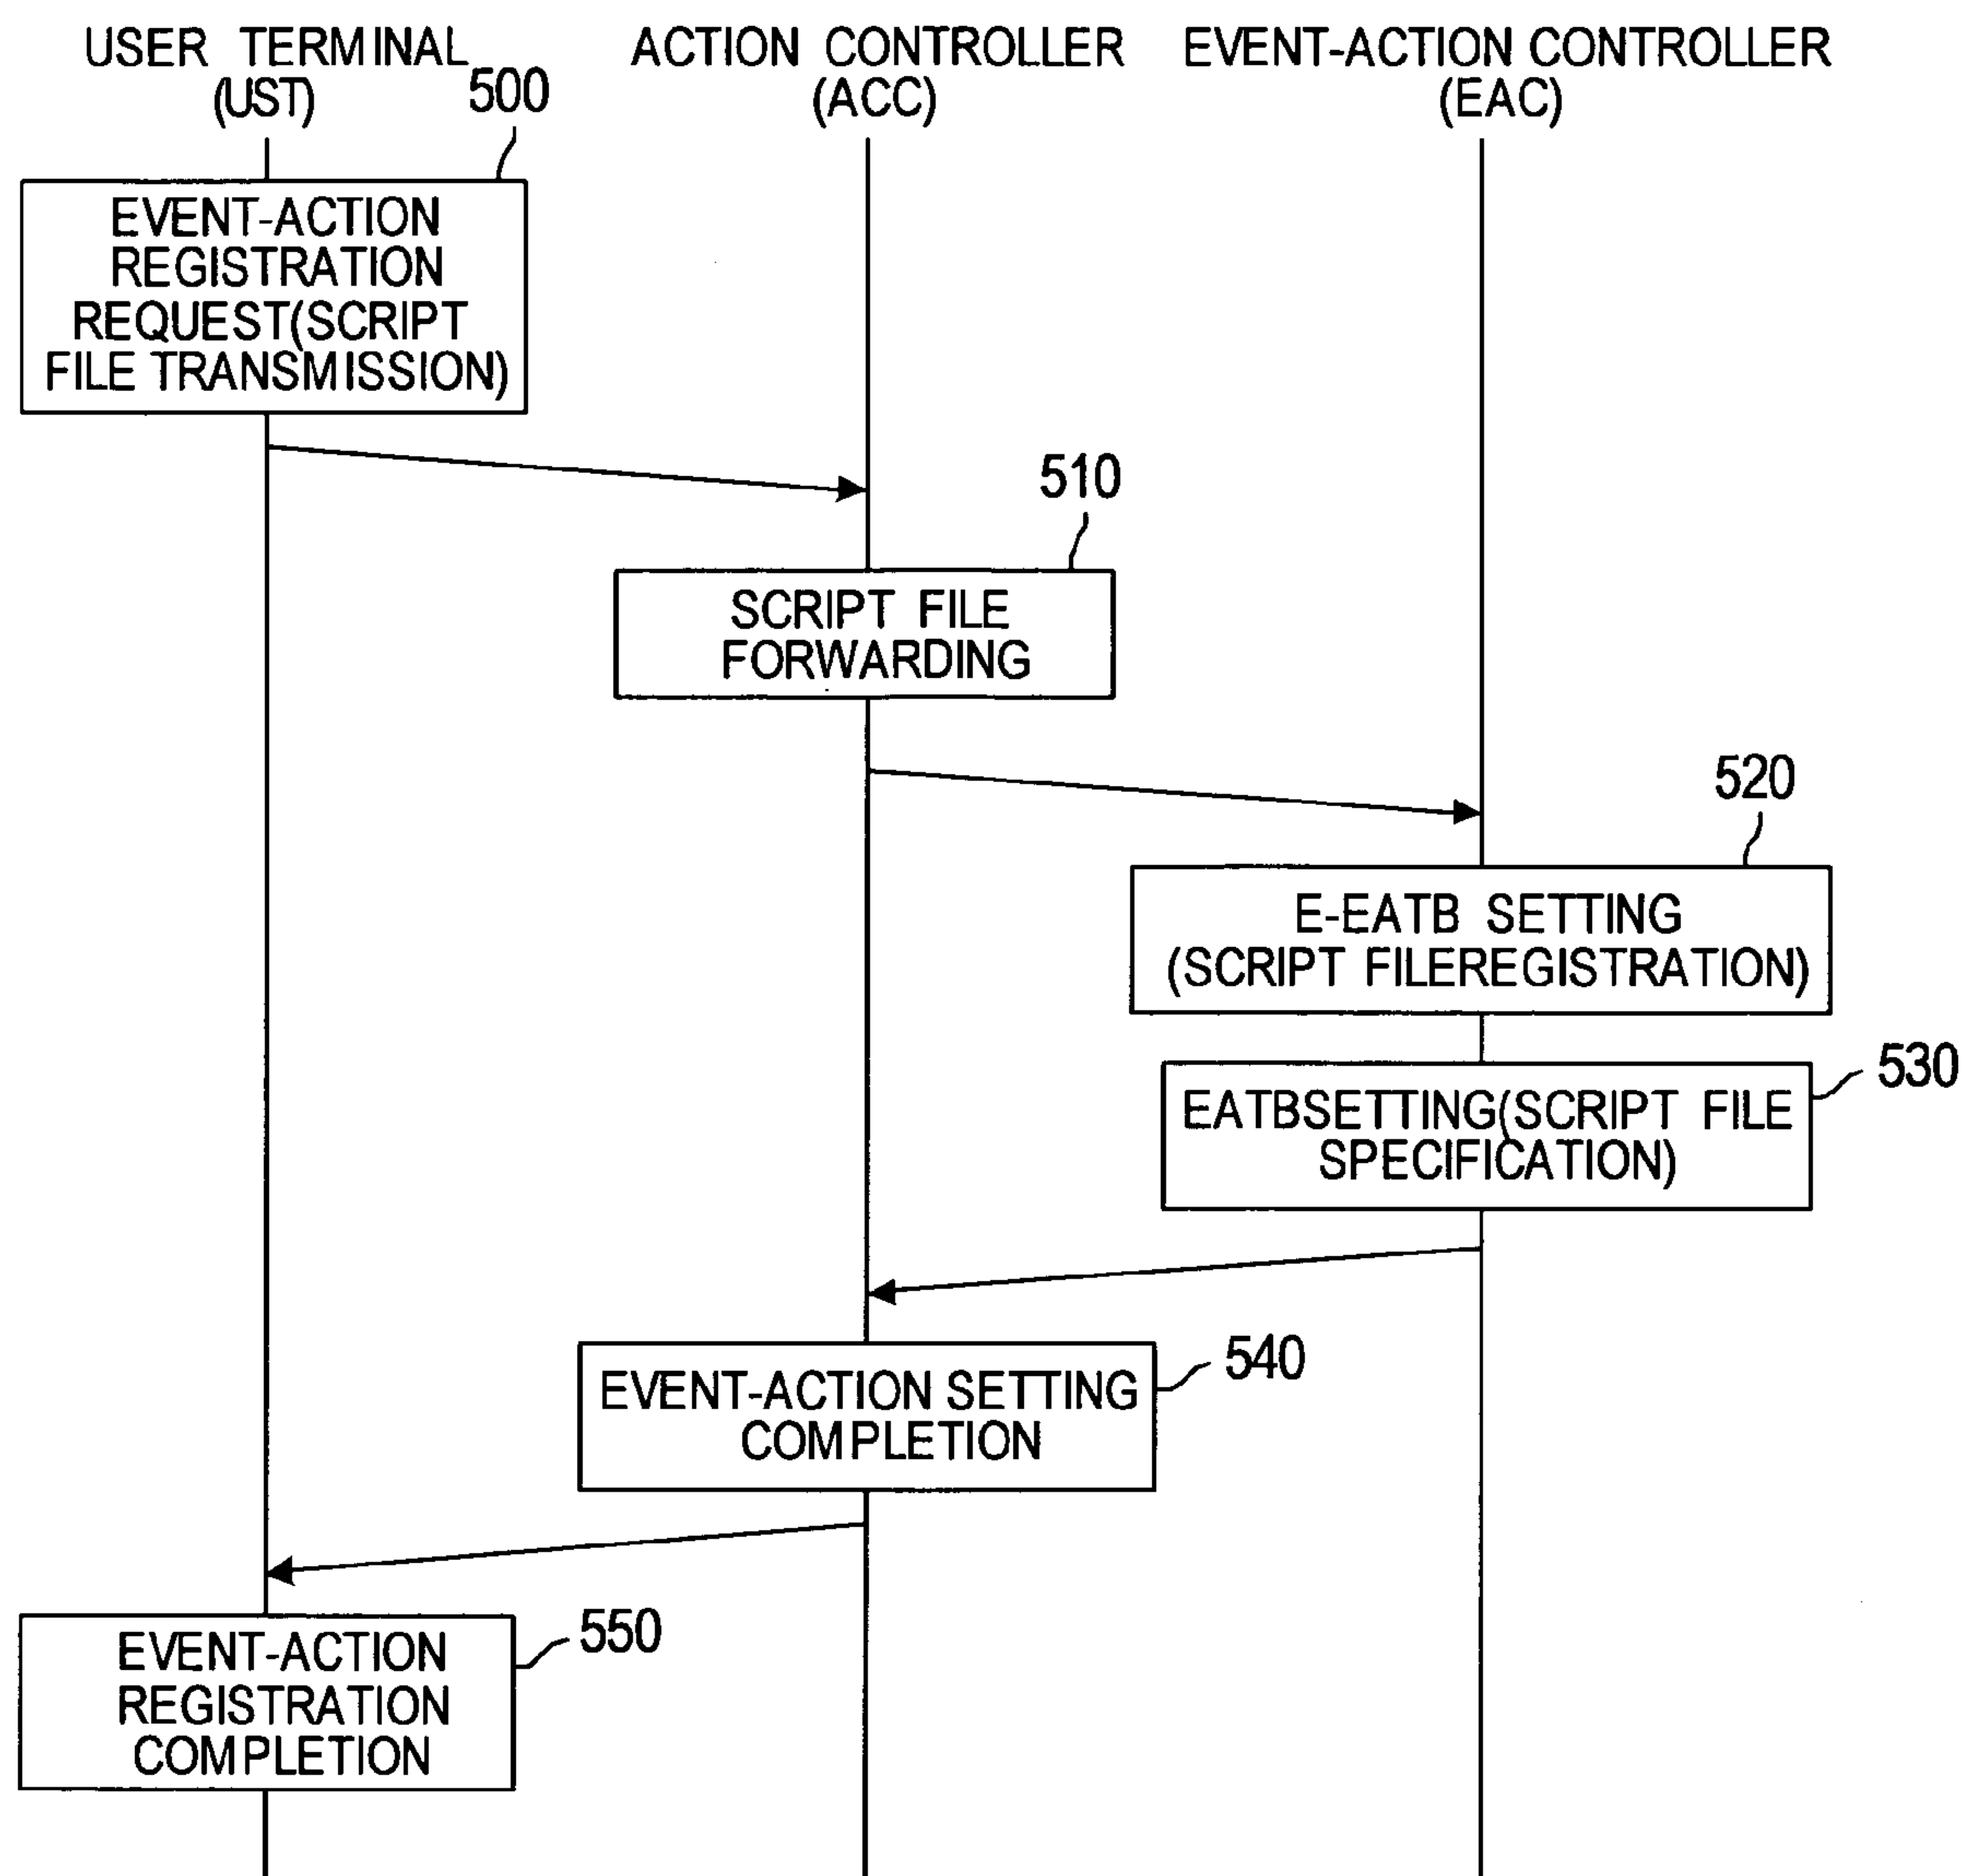 USER TERMINAL
(UST)
ACTION CONTROLLER
(ACC)
EVENT-ACTION CONTROLLER
(EAC)
500
EVENT-ACTION
REGISTRATION
REQUEST(SCRIPT
FILE TRANSMISSION)
510
SCRIPT FILE
FORWARDING
520
E-EATB SETTING
(SCRIPT FILEREGISTRATION)
530
EATBSETTING(SCRIPT FILE
SPECIFICATION)
540
EVENT-ACTION SETTING
COMPLETION
550
EVENT-ACTION
REGISTRATION
COMPLETION